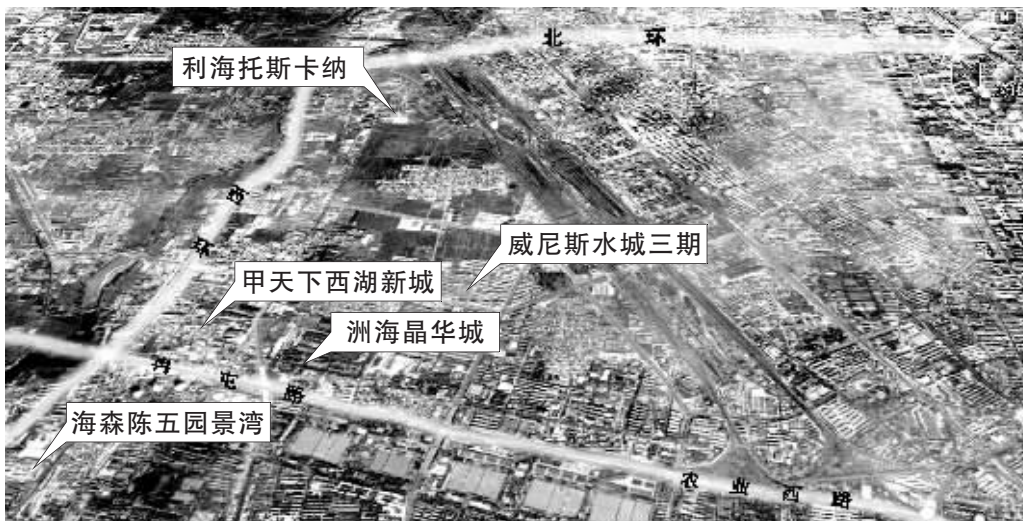 北环
利海托斯卡纳
西环
威尼斯水城三期
甲天下西湖新城
洲海晶华城
冉屯路
海森陈五园景湾
农业西路